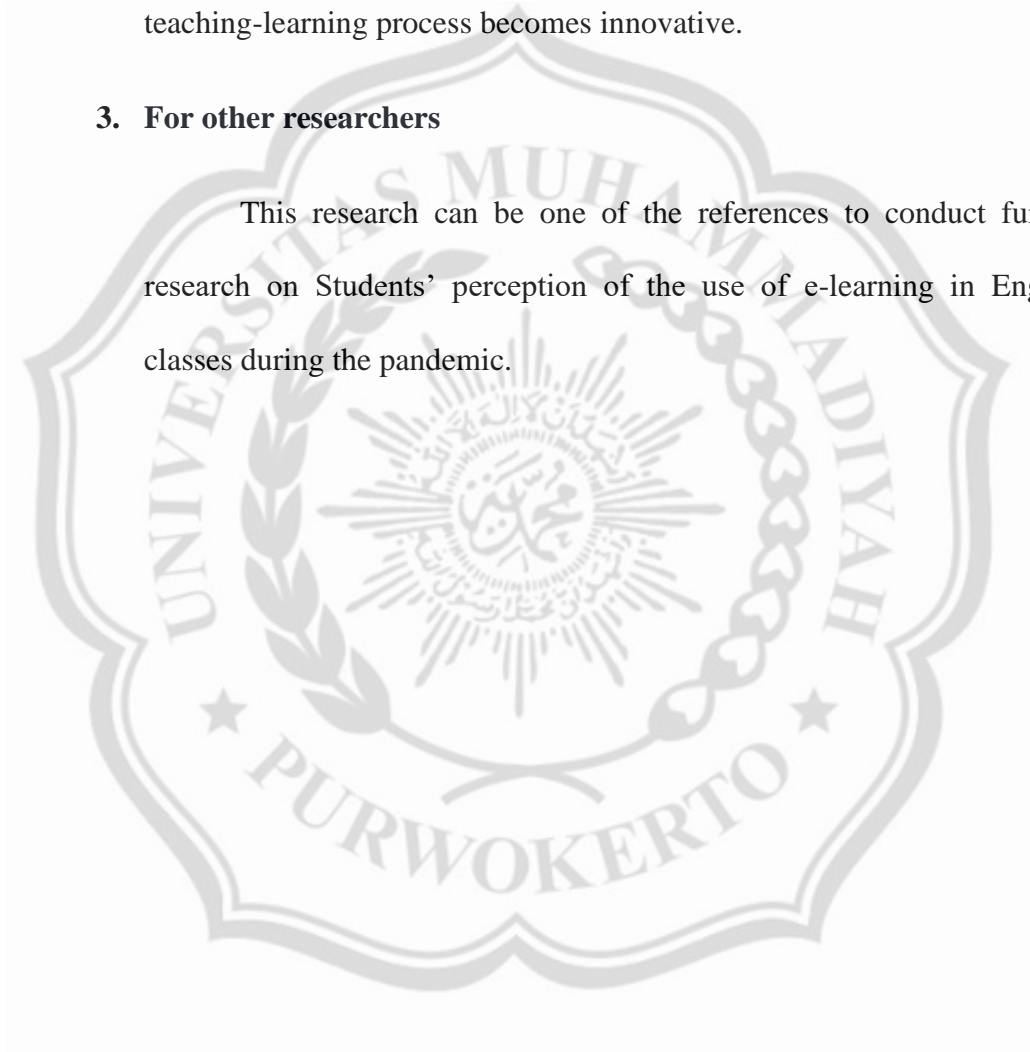 teaching-learning process becomes innovative.
3. For other researchers
This research can be one of the references to conduct fu
research on Students’ perception of the use of e-learning in Eng
classes during the pandemic.
UNIVERSITAS MUHAMMADIYAH
PURWOKERTO